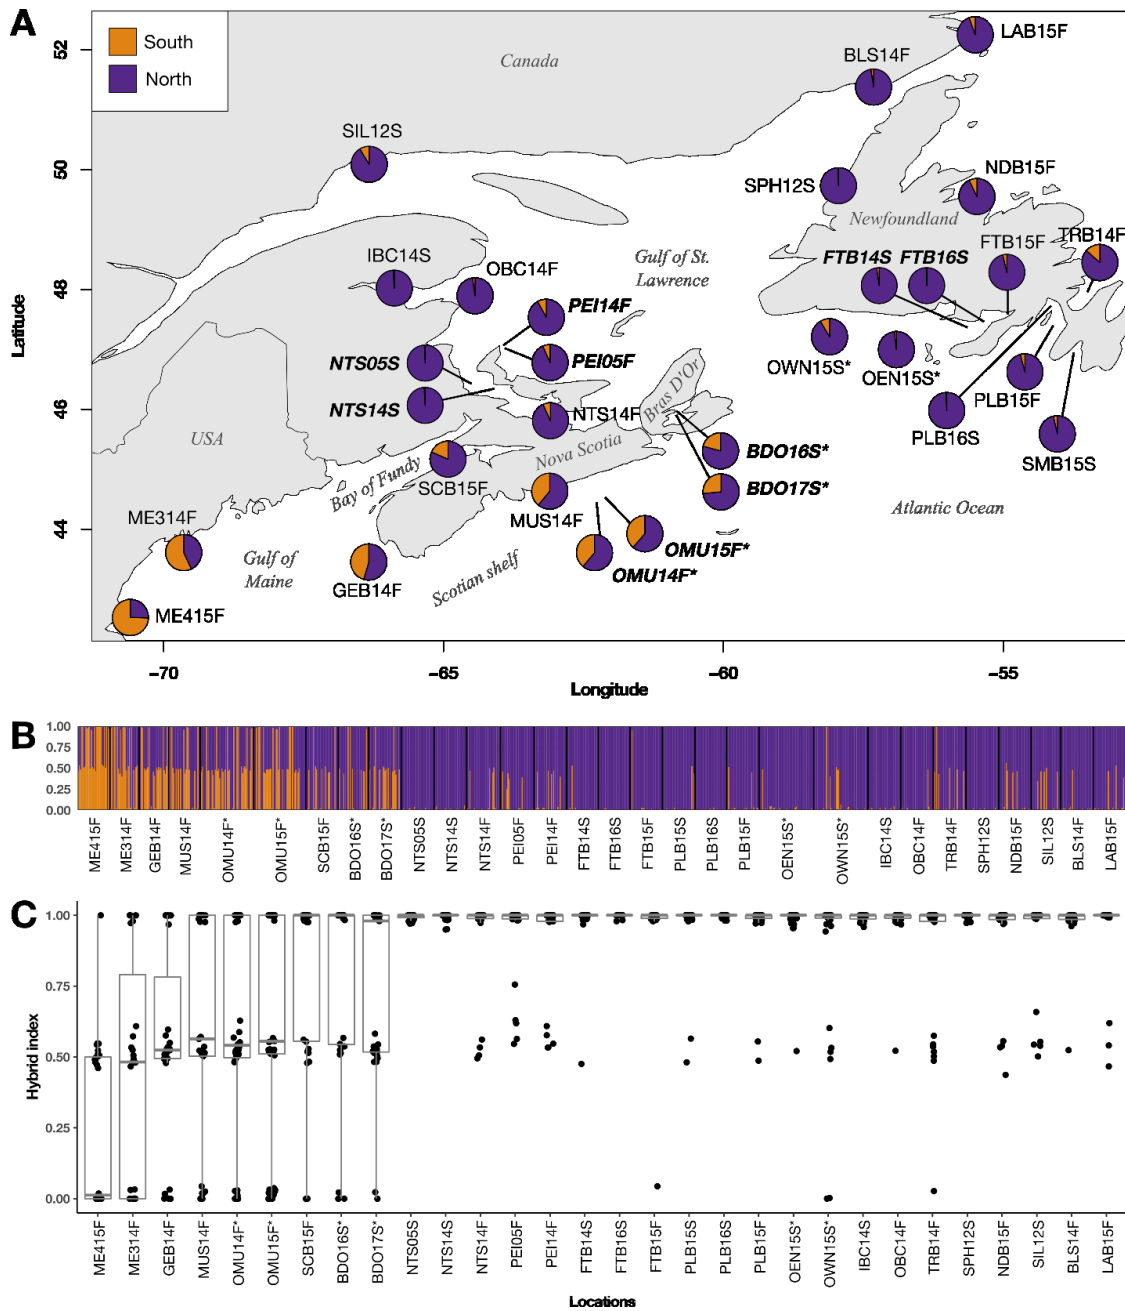 A
South
North
Canada
LAB15F
BLS14F
SIL12S
SPH12S
NDB15F
Newfoundland
TRB14F
FTB15F
FTB14S FTB16S
IBC14S
OBC14F
Gulf of St.
Lawrence
PEI14F
PEI05F
NTS05S
NTS14S
OWN15S*
OEN15S*
PLB15F
PLB16S
SMB15S
Bras D'Or
NTS14F
USA
Nova Scotia
BDO16S*
BDO17S*
SCB15F
Bay of Fundy
MUS14F
Atlantic Ocean
ME314F
OMU15F*
OMU14F*
Gulf of
Maine
GEB14F
Scotian shelf
ME415F
52
50
48
46
44
Latitude
−70 −65 −60 −55
Longitude
B
1.00
0.75
0.50
0.25
0.00
ME415F ME314F GEB14F MUS14F OMU14F* OMU15F* SCB15F BDO16S* BDO17S* NTS05S NTS14S NTS14F PEI05F PEI14F FTB14S FTB16S FTB15F PLB15S PLB16S PLB15F OEN15S* OWN15S* IBC14S OBC14F TRB14F SPH12S NDB15F SIL12S BLS14F LAB15F
C
1.00
0.75
0.50
0.25
0.00
Hybrid index
ME415F ME314F GEB14F MUS14F OMU14F* OMU15F* SCB15F BDO16S* BDO17S* NTS05S NTS14S NTS14F PEI05F PEI14F FTB14S FTB16S FTB15F PLB15S PLB16S PLB15F OEN15S* OWN15S* IBC14S OBC14F TRB14F SPH12S NDB15F SIL12S BLS14F LAB15F
Locations